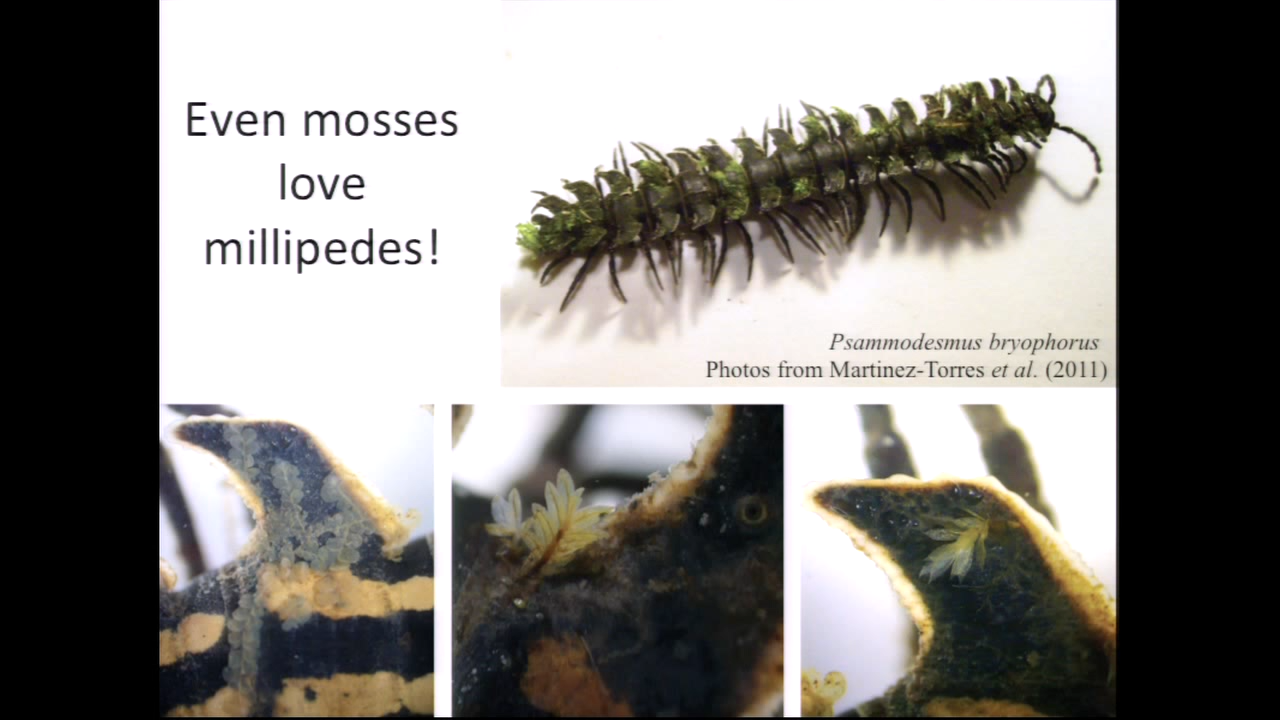 Even mosses
love
millipedes!
Psammodesmus bryophorus
Photos from Martinez-Torres et al. (2011)